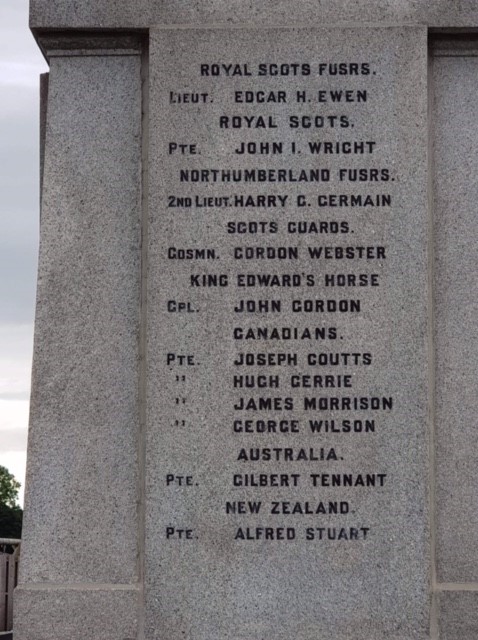 ROYAL SCOTS FUSRS.
LIEUT. EDGAR H. EWEN
ROYAL SCOTS.
PTE. JOHN I. WRIGHT
NORTHUMBERLAND FUSRS.
2ND LIEUT. HARRY G. GERMAIN
SCOTS GUARDS.
GDSMN. GORDON WEBSTER
KING EDWARD'S HORSE
CPL. JOHN GORDON
CANADIANS.
PTE. JOSEPH COUTTS
" HUGH GERRIE
" JAMES MORRISON
" GEORGE WILSON
AUSTRALIA.
PTE. GILBERT TENNANT
NEW ZEALAND.
PTE. ALFRED STUART